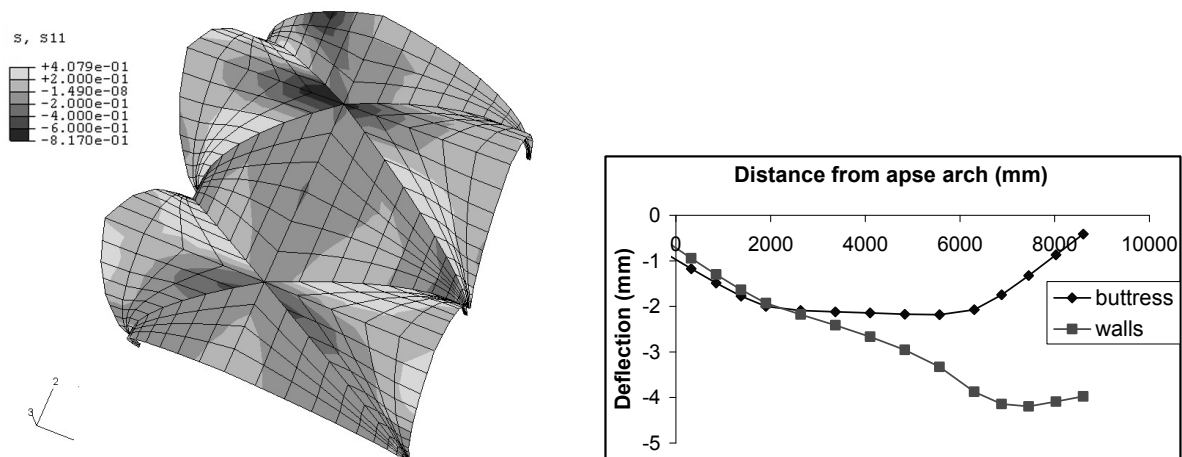 S, S11
+4.079e-01
+2.000e-01
-1.490e-08
-2.000e-01
-4.000e-01
-6.000e-01
-8.170e-01
2
3
Distance from apse arch (mm)
0
0 2000 4000 6000 8000 10000
-1
-2
-3
-4
-5
Deflection (mm)
buttress
walls